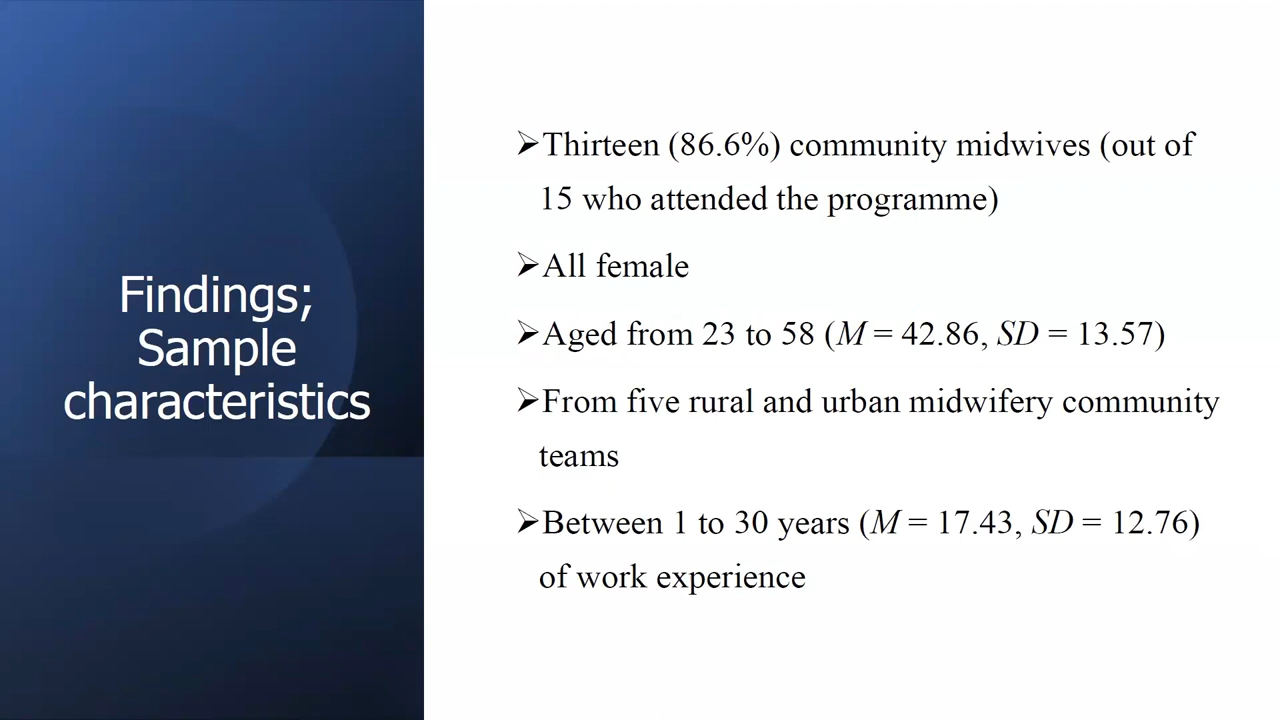 Findings;
Sample
characteristics
➢Thirteen (86.6%) community midwives (out of
15 who attended the programme)
➢All female
➢Aged from 23 to 58 (M = 42.86, SD = 13.57)
➢From five rural and urban midwifery community
teams
➢Between 1 to 30 years (M = 17.43, SD = 12.76)
of work experience